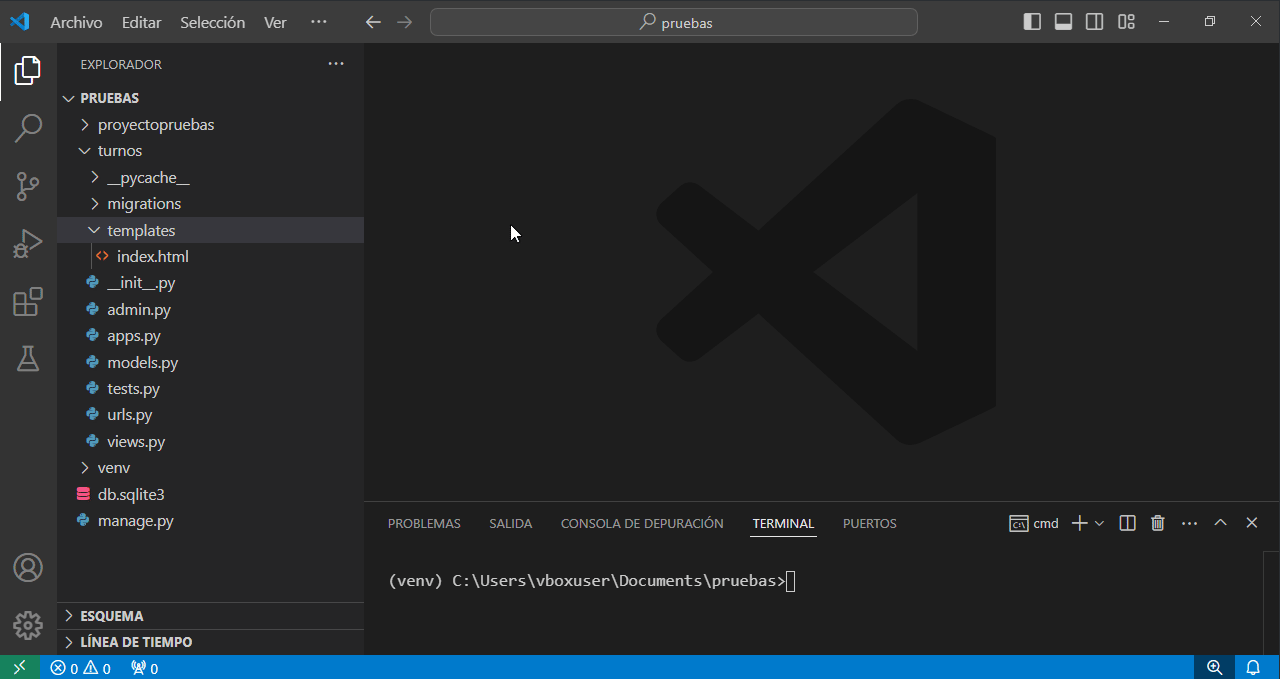 Archivo Editar Selección Ver ··· pruebas
EXPLORADOR ···
PRUEBAS
proyectopruebas
turnos
__pycache__
migrations
templates
index.html
__init__.py
admin.py
apps.py
models.py
tests.py
urls.py
views.py
venv
db.sqlite3
manage.py
ESQUEMA
LÍNEA DE TIEMPO
PROBLEMAS SALIDA CONSOLA DE DEPURACIÓN TERMINAL PUERTOS cmd
(venv) C:\Users\vboxuser\Documents\pruebas>
0 0 0